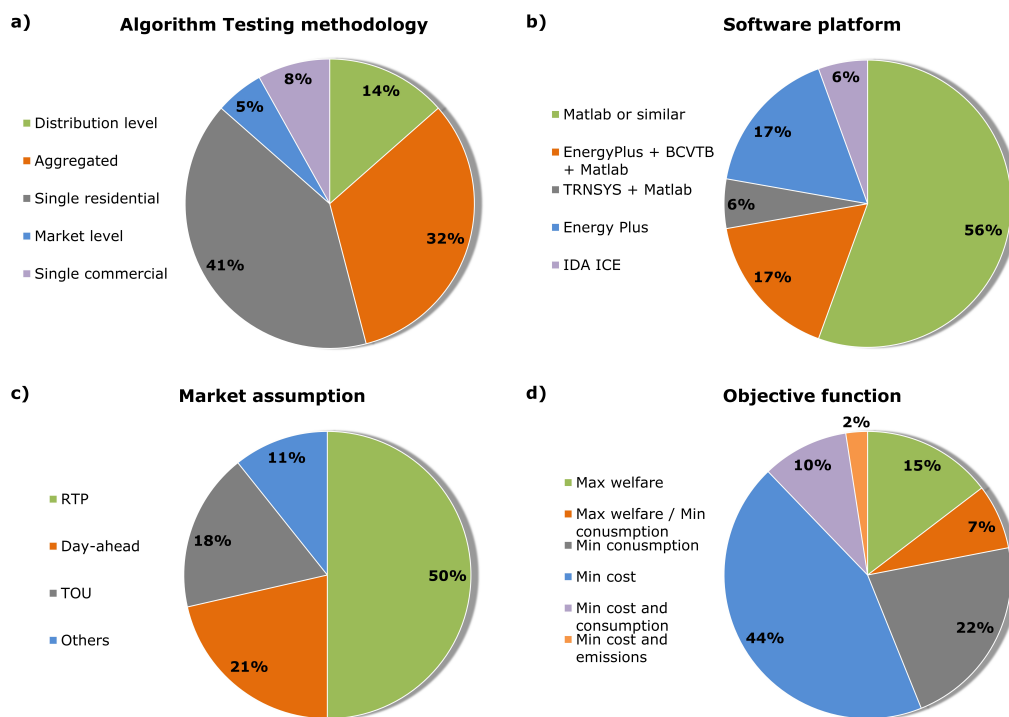 a)
Algorithm Testing methodology
Distribution level
Aggregated
Single residential
Market level
Single commercial
14%
32%
41%
5%
8%
b)
Software platform
Matlab or similar
EnergyPlus + BCVTB
+ Matlab
TRNSYS + Matlab
Energy Plus
IDA ICE
56%
17%
6%
17%
6%
c)
Market assumption
RTP
Day-ahead
TOU
Others
50%
21%
18%
11%
d)
Objective function
Max welfare
Max welfare / Min
conusmption
Min conusmption
Min cost
Min cost and
consumption
Min cost and
emissions
15%
7%
22%
44%
10%
2%